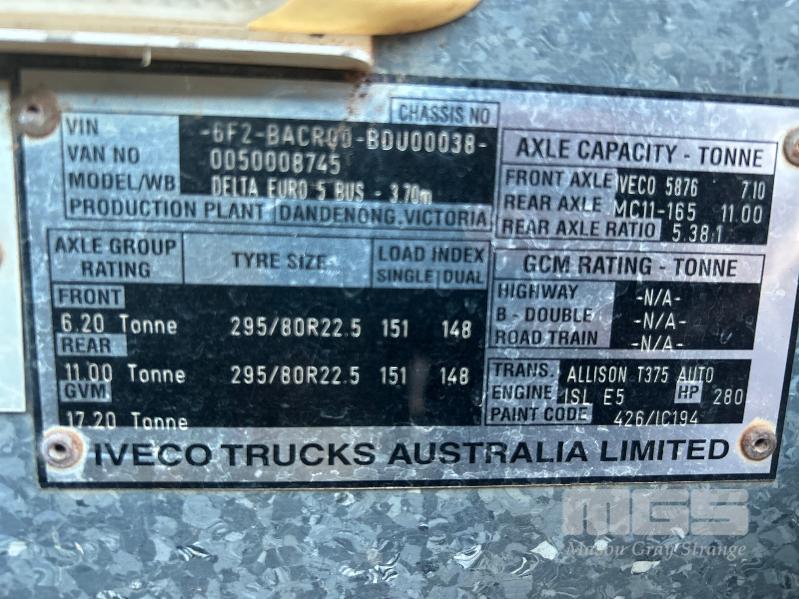 CHASSIS NO
VIN -6F2-BACR00-BDU00038-
VAN NO 0050008745
MODEL/WB DELTA EURO 5 BUS - 3.70m
PRODUCTION PLANT DANDENONG, VICTORIA
AXLE CAPACITY - TONNE
FRONT AXLE IVECO 5876 7.10
REAR AXLE MC11-165 11.00
REAR AXLE RATIO 5.38:1
AXLE GROUP RATING TYRE SIZE LOAD INDEX
SINGLE DUAL
FRONT
6.20 Tonne 295/80R22.5 151 148
REAR
11.00 Tonne 295/80R22.5 151 148
GVM
17.20 Tonne
GCM RATING - TONNE
HIGHWAY -N/A-
B - DOUBLE -N/A-
ROAD TRAIN -N/A-
TRANS. ALLISON T375 AUTO
ENGINE ISL E5 HP 280
PAINT CODE 426/IC194
IVECO TRUCKS AUSTRALIA LIMITED
MGS
Mason Gray Strange